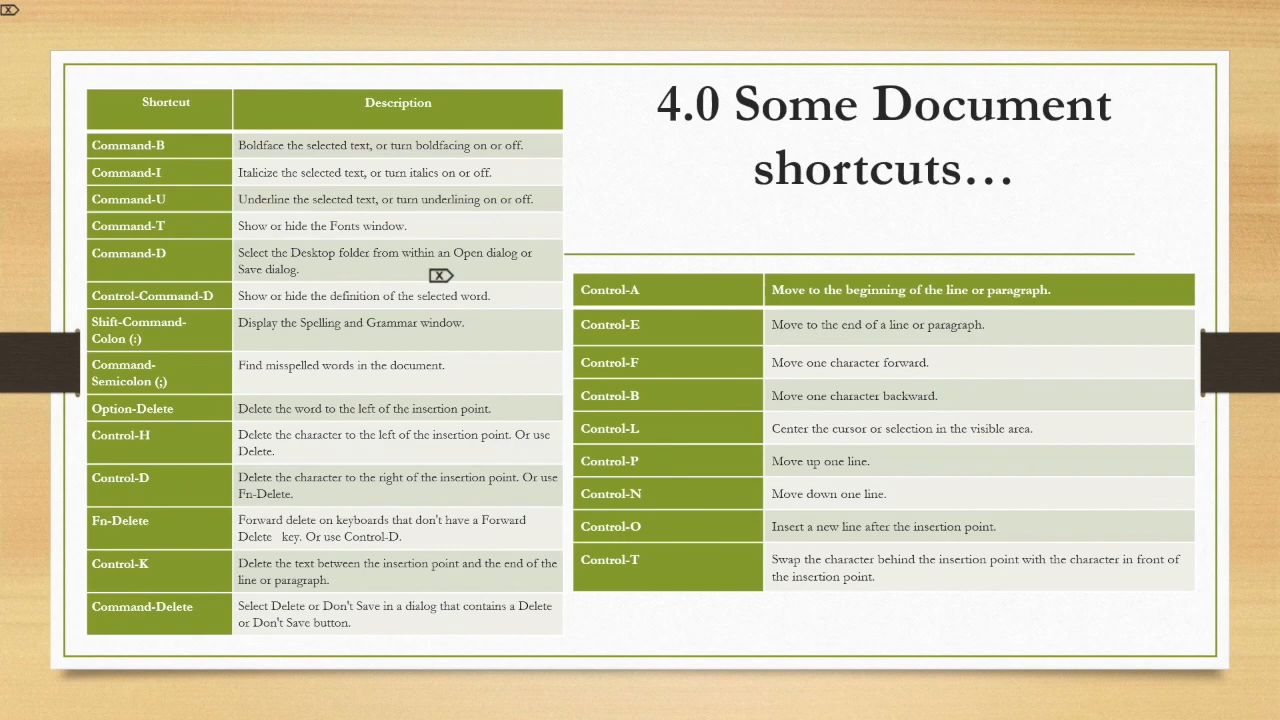 4.0 Some Document
shortcuts…
Shortcut
Description
Command-B
Boldface the selected text, or turn boldfacing on or off.
Command-I
Italicize the selected text, or turn italics on or off.
Command-U
Underline the selected text, or turn underlining on or off.
Command-T
Show or hide the Fonts window.
Command-D
Select the Desktop folder from within an Open dialog or
Save dialog.
Control-Command-D
Show or hide the definition of the selected word.
Shift-Command-
Colon (:)
Display the Spelling and Grammar window.
Command-
Semicolon (;)
Find misspelled words in the document.
Option-Delete
Delete the word to the left of the insertion point.
Control-H
Delete the character to the left of the insertion point. Or use
Delete.
Control-D
Delete the character to the right of the insertion point. Or use
Fn-Delete.
Fn-Delete
Forward delete on keyboards that don't have a Forward
Delete key. Or use Control-D.
Control-K
Delete the text between the insertion point and the end of the
line or paragraph.
Command-Delete
Select Delete or Don't Save in a dialog that contains a Delete
or Don't Save button.
Control-A
Move to the beginning of the line or paragraph.
Control-E
Move to the end of a line or paragraph.
Control-F
Move one character forward.
Control-B
Move one character backward.
Control-L
Center the cursor or selection in the visible area.
Control-P
Move up one line.
Control-N
Move down one line.
Control-O
Insert a new line after the insertion point.
Control-T
Swap the character behind the insertion point with the character in front of
the insertion point.